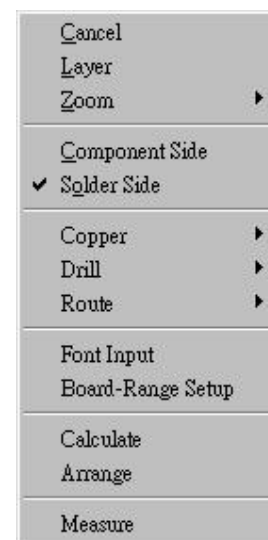 Cancel
Layer
Zoom
Component Side
Solder Side
Copper
Drill
Route
Font Input
Board-Range Setup
Calculate
Arrange
Measure